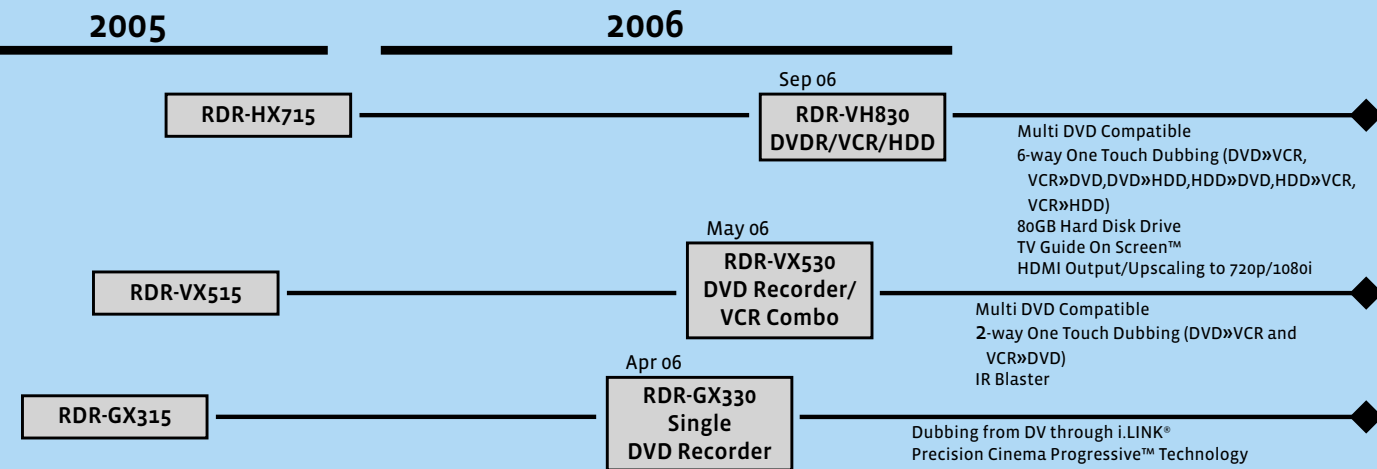 2005
2006
Sep 06
RDR-HX715
RDR-VH830
DVDR/VCR/HDD
Multi DVD Compatible
6-way One Touch Dubbing (DVD»VCR,
VCR»DVD,DVD»HDD,HDD»DVD,HDD»VCR,
VCR»HDD)
80GB Hard Disk Drive
TV Guide On Screen™
HDMI Output/Upscaling to 720p/1080i
May 06
RDR-VX515
RDR-VX530
DVD Recorder/
VCR Combo
Multi DVD Compatible
2-way One Touch Dubbing (DVD»VCR and
VCR»DVD)
IR Blaster
Apr 06
RDR-GX315
RDR-GX330
Single
DVD Recorder
Dubbing from DV through i.LINK®
Precision Cinema Progressive™ Technology